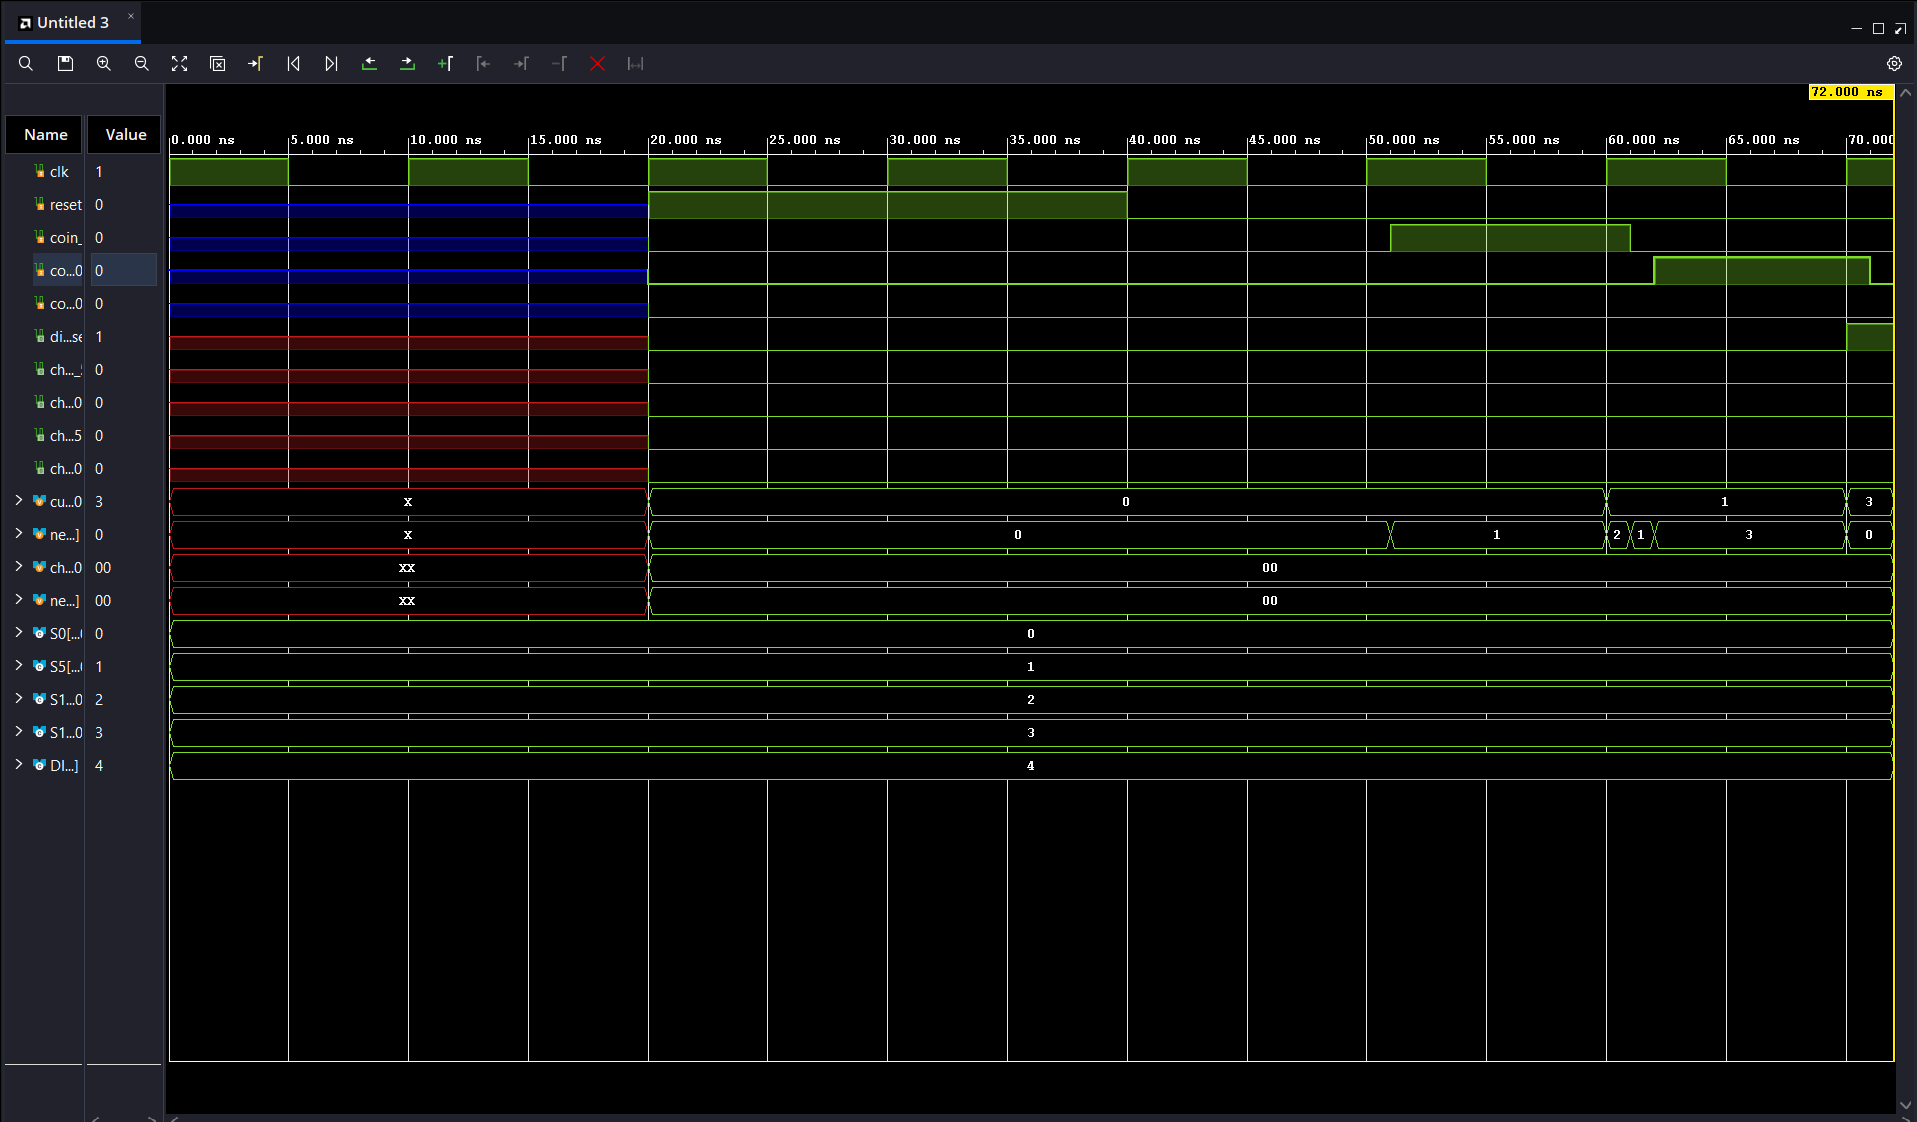 Untitled 3
72.000 ns
Name Value
0.000 ns 5.000 ns 10.000 ns 15.000 ns 20.000 ns 25.000 ns 30.000 ns 35.000 ns 40.000 ns 45.000 ns 50.000 ns 55.000 ns 60.000 ns 65.000 ns 70.000
clk 1
reset 0
coin_ 0
co...0 0
co...0 0
di...se 1
ch..._ 0
ch...0 0
ch...5 0
ch...0 0
cu...0 3 X 0 1 3
ne...] 0 X 0 1 2 1 3 0
ch...0 00 XX 00
ne...] 00 XX 00
S0[... 0 0
S5[... 1 1
S1...0 2 2
S1...0 3 3
DI...] 4 4